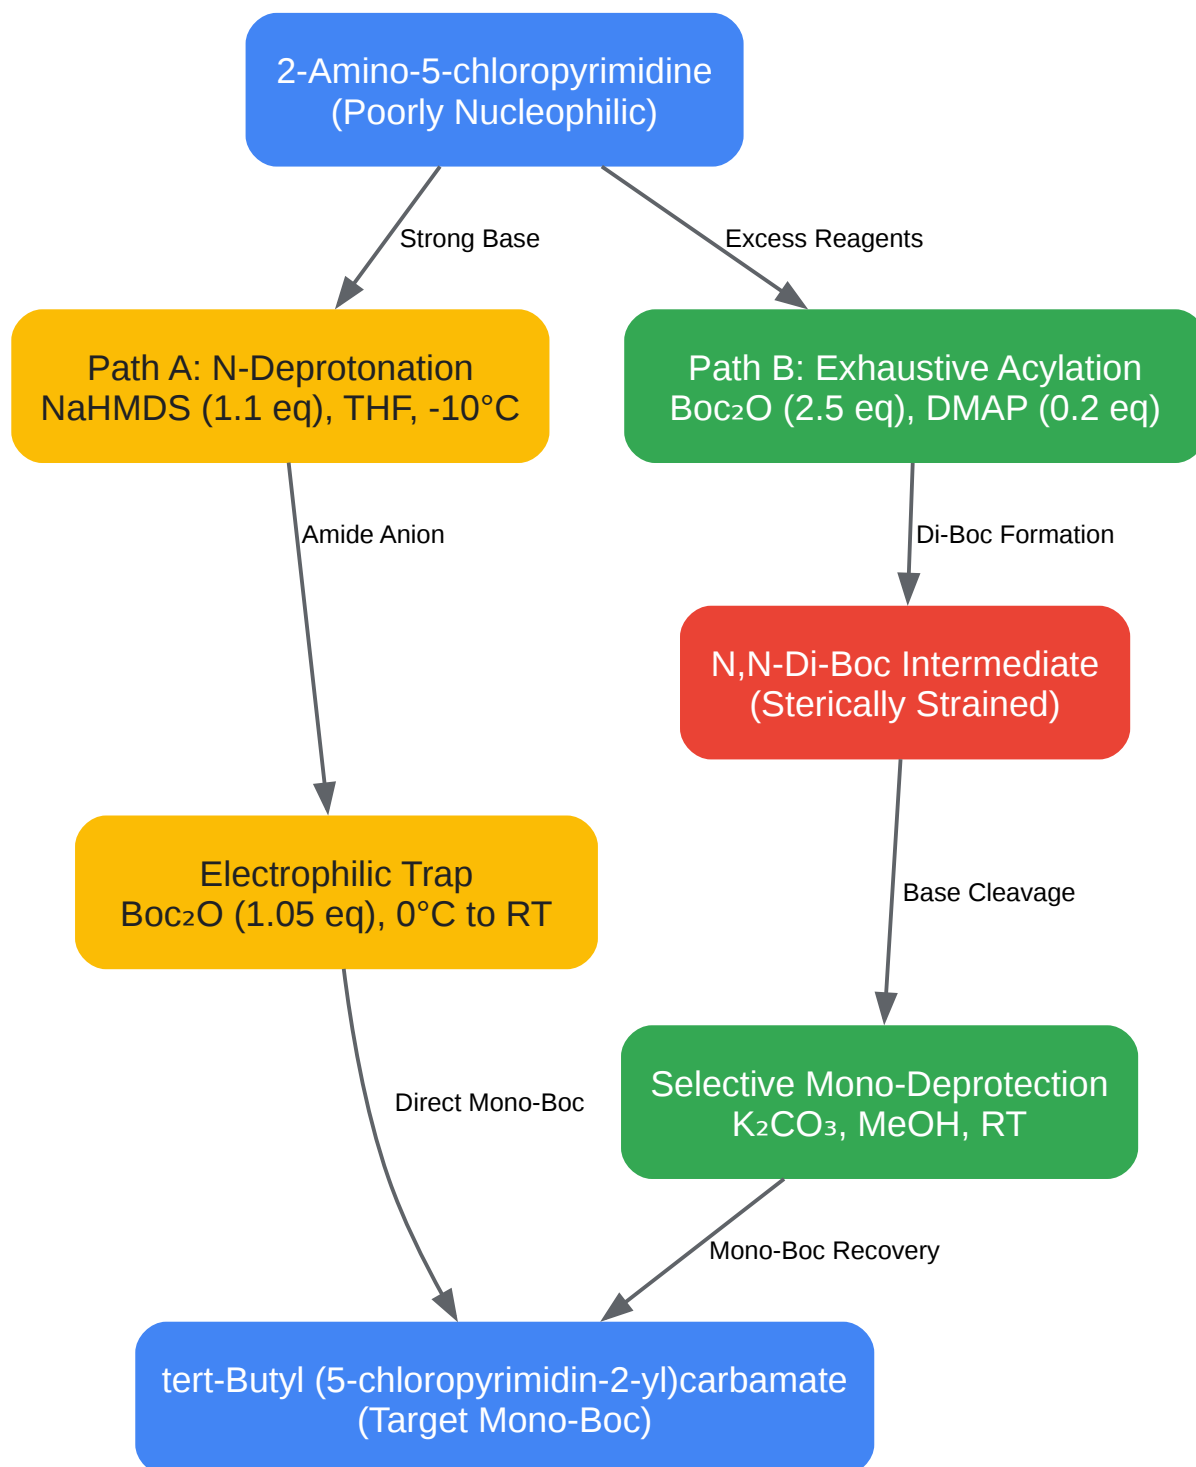 2-Amino-5-chloropyrimidine
(Poorly Nucleophilic)
Strong Base
Excess Reagents
Path A: N-Deprotonation
NaHMDS (1.1 eq), THF, -10°C
Path B: Exhaustive Acylation
Boc₂O (2.5 eq), DMAP (0.2 eq)
Amide Anion
Di-Boc Formation
N,N-Di-Boc Intermediate
(Sterically Strained)
Electrophilic Trap
Boc₂O (1.05 eq), 0°C to RT
Base Cleavage
Selective Mono-Deprotection
K₂CO₃, MeOH, RT
Direct Mono-Boc
Mono-Boc Recovery
tert-Butyl (5-chloropyrimidin-2-yl)carbamate
(Target Mono-Boc)